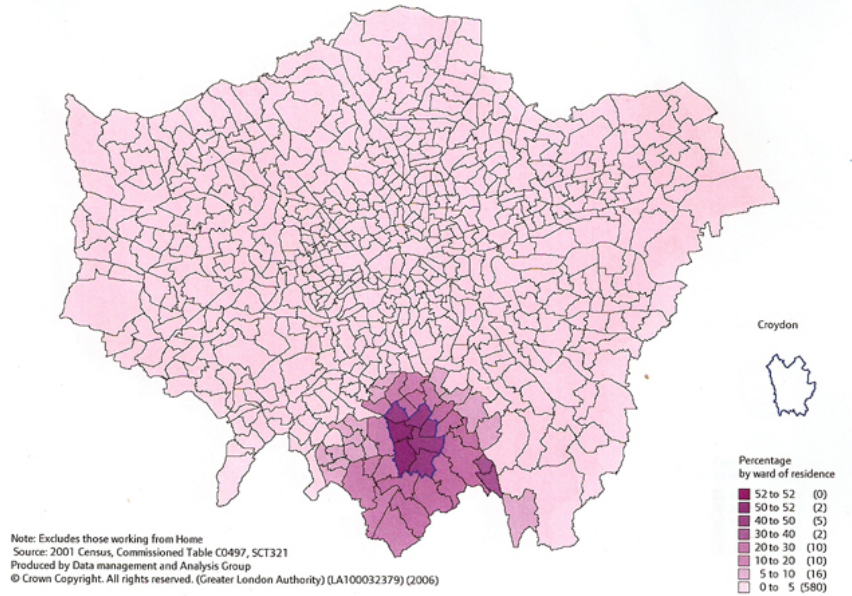 Croydon
Percentage
by ward of residence
52 to 52 (0)
50 to 52 (2)
40 to 50 (5)
30 to 40 (2)
20 to 30 (10)
10 to 20 (10)
5 to 10 (16)
0 to 5 (580)
Note: Excludes those working from Home
Source: 2001 Census, Commissioned Table C0497, SCT321
Produced by Data management and Analysis Group
© Crown Copyright. All rights reserved. (Greater London Authority) (LA100032379) (2006)